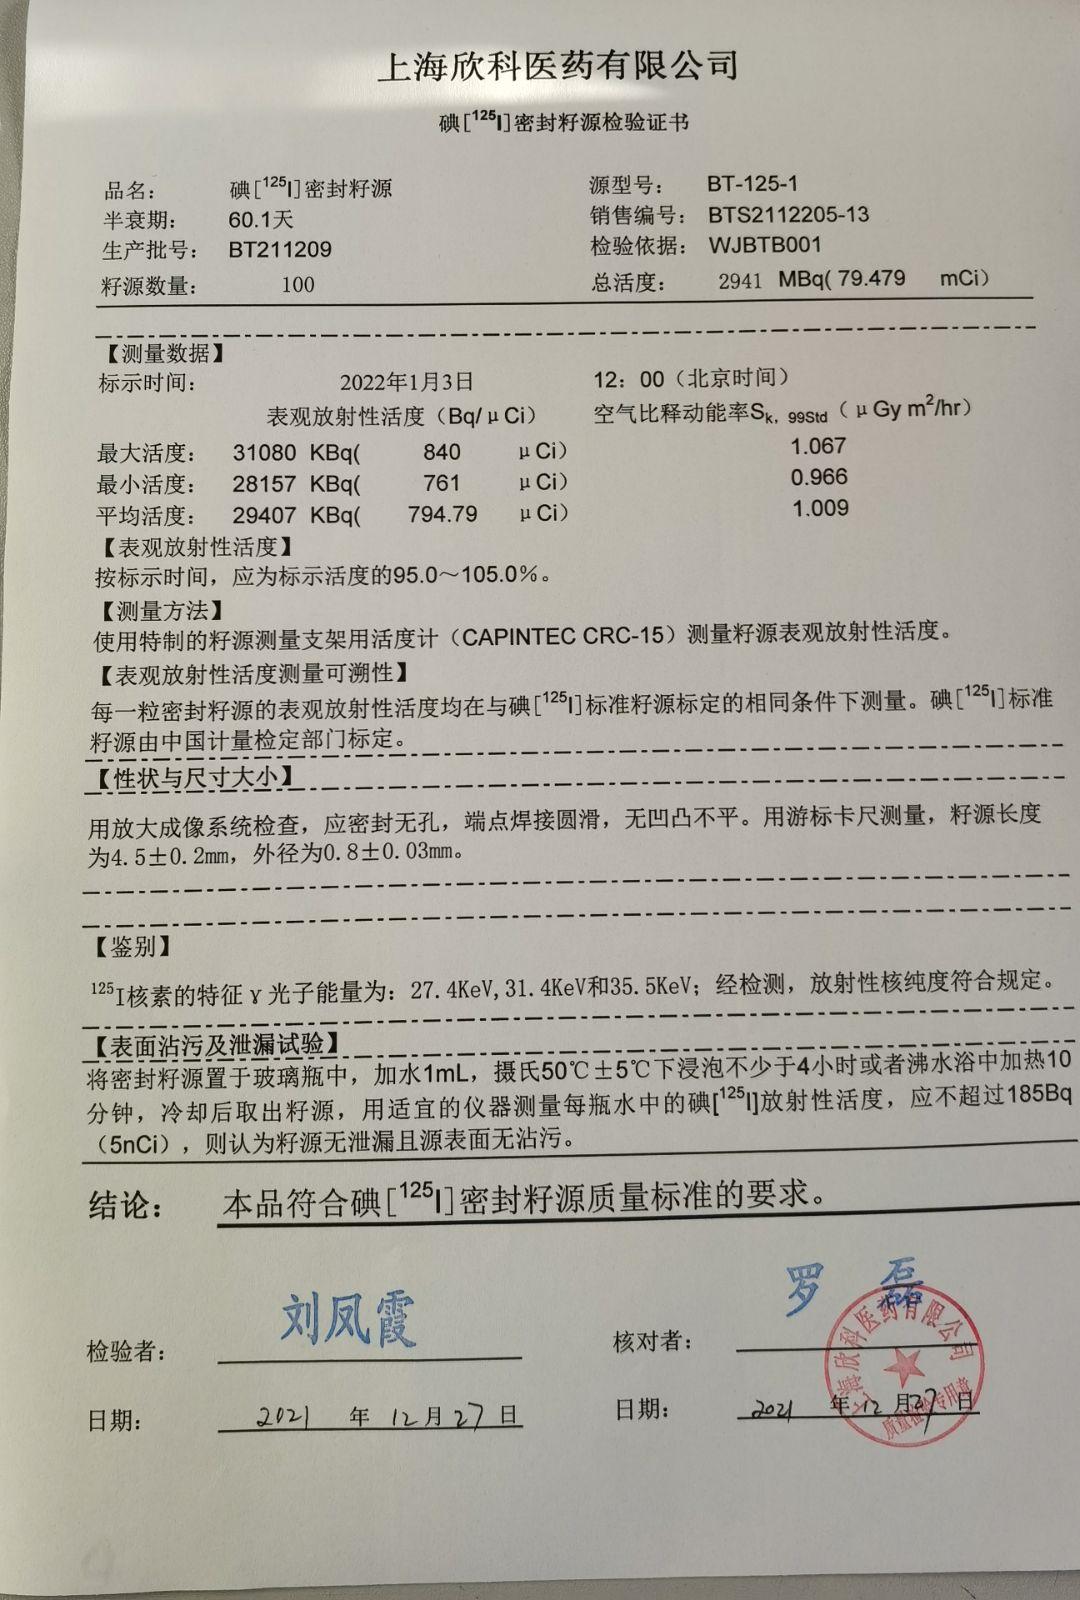 上海欣科医药有限公司
碘[¹²⁵I]密封籽源检验证书
品名： 碘[¹²⁵I]密封籽源 源型号： BT-125-1
半衰期： 60.1天 销售编号： BTS2112205-13
生产批号： BT211209 检验依据： WJBTB001
籽源数量： 100 总活度： 2941 MBq( 79.479 mCi）
【测量数据】
标示时间： 2022年1月3日 12：00（北京时间）
表观放射性活度（Bq/μCi） 空气比释动能率Sk, 99Std（μGy m²/hr）
最大活度： 31080 KBq( 840 μCi） 1.067
最小活度： 28157 KBq( 761 μCi） 0.966
平均活度： 29407 KBq( 794.79 μCi） 1.009
【表观放射性活度】
按标示时间，应为标示活度的95.0～105.0%。
【测量方法】
使用特制的籽源测量支架用活度计（CAPINTEC CRC-15）测量籽源表观放射性活度。
【表观放射性活度测量可溯性】
每一粒密封籽源的表观放射性活度均在与碘[¹²⁵I]标准籽源标定的相同条件下测量。碘[¹²⁵I]标准
籽源由中国计量检定部门标定。
【性状与尺寸大小】
用放大成像系统检查，应密封无孔，端点焊接圆滑，无凹凸不平。用游标卡尺测量，籽源长度
为4.5±0.2mm，外径为0.8±0.03mm。
【鉴别】
¹²⁵I核素的特征γ光子能量为：27.4KeV,31.4KeV和35.5KeV；经检测，放射性核纯度符合规定。
【表面沾污及泄漏试验】
将密封籽源置于玻璃瓶中，加水1mL，摄氏50℃±5℃下浸泡不少于4小时或者沸水浴中加热10
分钟，冷却后取出籽源，用适宜的仪器测量每瓶水中的碘[¹²⁵I]放射性活度，应不超过185Bq
（5nCi），则认为籽源无泄漏且源表面无沾污。
结论： 本品符合碘[¹²⁵I]密封籽源质量标准的要求。
检验者： 刘凤霞 核对者： 罗磊
日期： 2021 年 12 月 27 日 日期： 2021 年 12 月 27 日
上海欣科医药有限公司
质量检验专用章